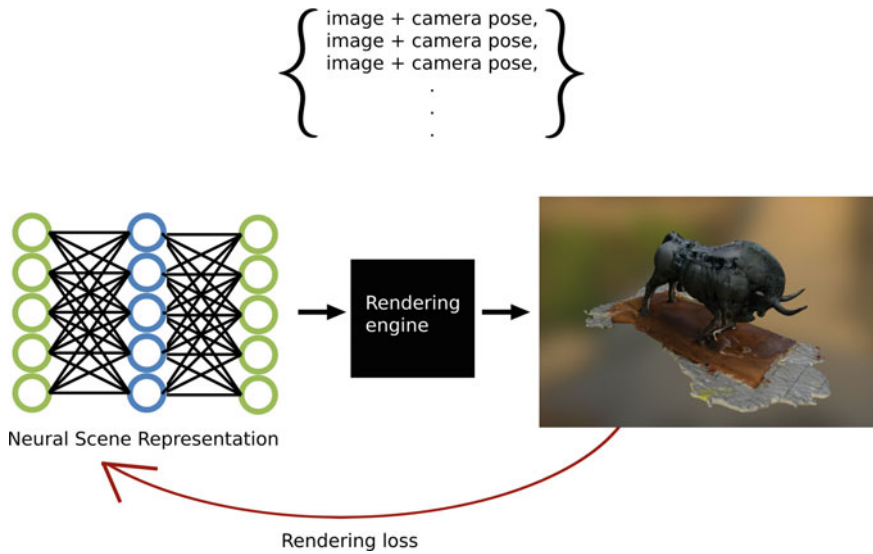 image + camera pose,
image + camera pose,
image + camera pose,
.
.
.
Rendering
engine
Neural Scene Representation
Rendering loss